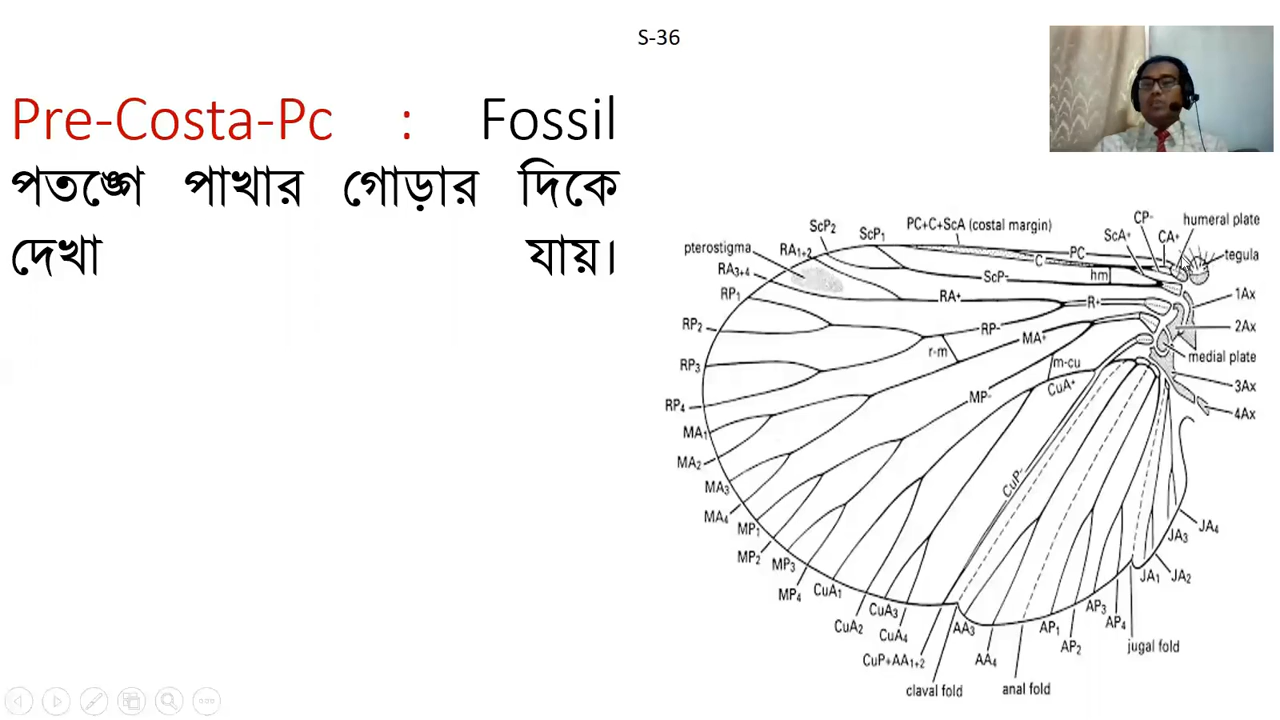 S-36
Pre-Costa-Pc : Fossil
পতঙ্গে পাখার গোড়ার দিকে
দেখা যায়।
PC+C+ScA (costal margin)
CP-
humeral plate
ScP1
ScP2
ScA+
CA+
tegula
pterostigma
RA1+2
PC
C
hm
RA3+4
ScP-
RP1
RA+
R+
1Ax
RP2
RP-
MA+
2Ax
r-m
m-cu
medial plate
RP3
CuA+
3Ax
RP4
MP-
4Ax
MA1
MA2
CuP-
MA3
MA4
MP1
MP2
MP3
MP4
CuA1
CuA2
CuA3
CuA4
CuP+AA1+2
AA3
AA4
AP1
AP2
AP3
AP4
JA1
JA2
JA3
JA4
jugal fold
claval fold
anal fold